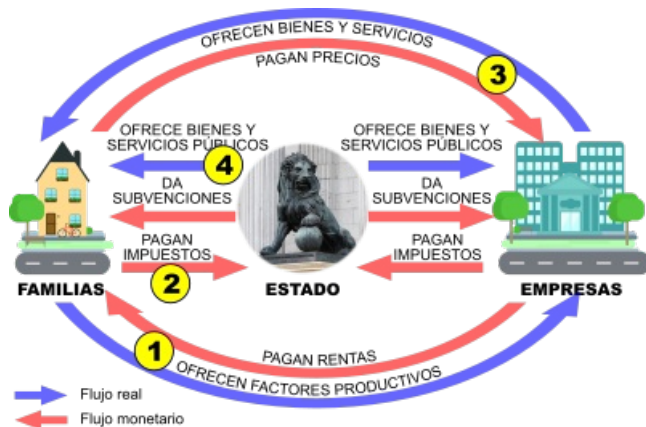 OFRECEN BIENES Y SERVICIOS
PAGAN PRECIOS
3
OFRECE BIENES Y
SERVICIOS PÚBLICOS
OFRECE BIENES Y
SERVICIOS PÚBLICOS
4
DA
SUBVENCIONES
DA
SUBVENCIONES
PAGAN
IMPUESTOS
PAGAN
IMPUESTOS
2
FAMILIAS
ESTADO
EMPRESAS
1
PAGAN RENTAS
OFRECEN FACTORES PRODUCTIVOS
Flujo real
Flujo monetario